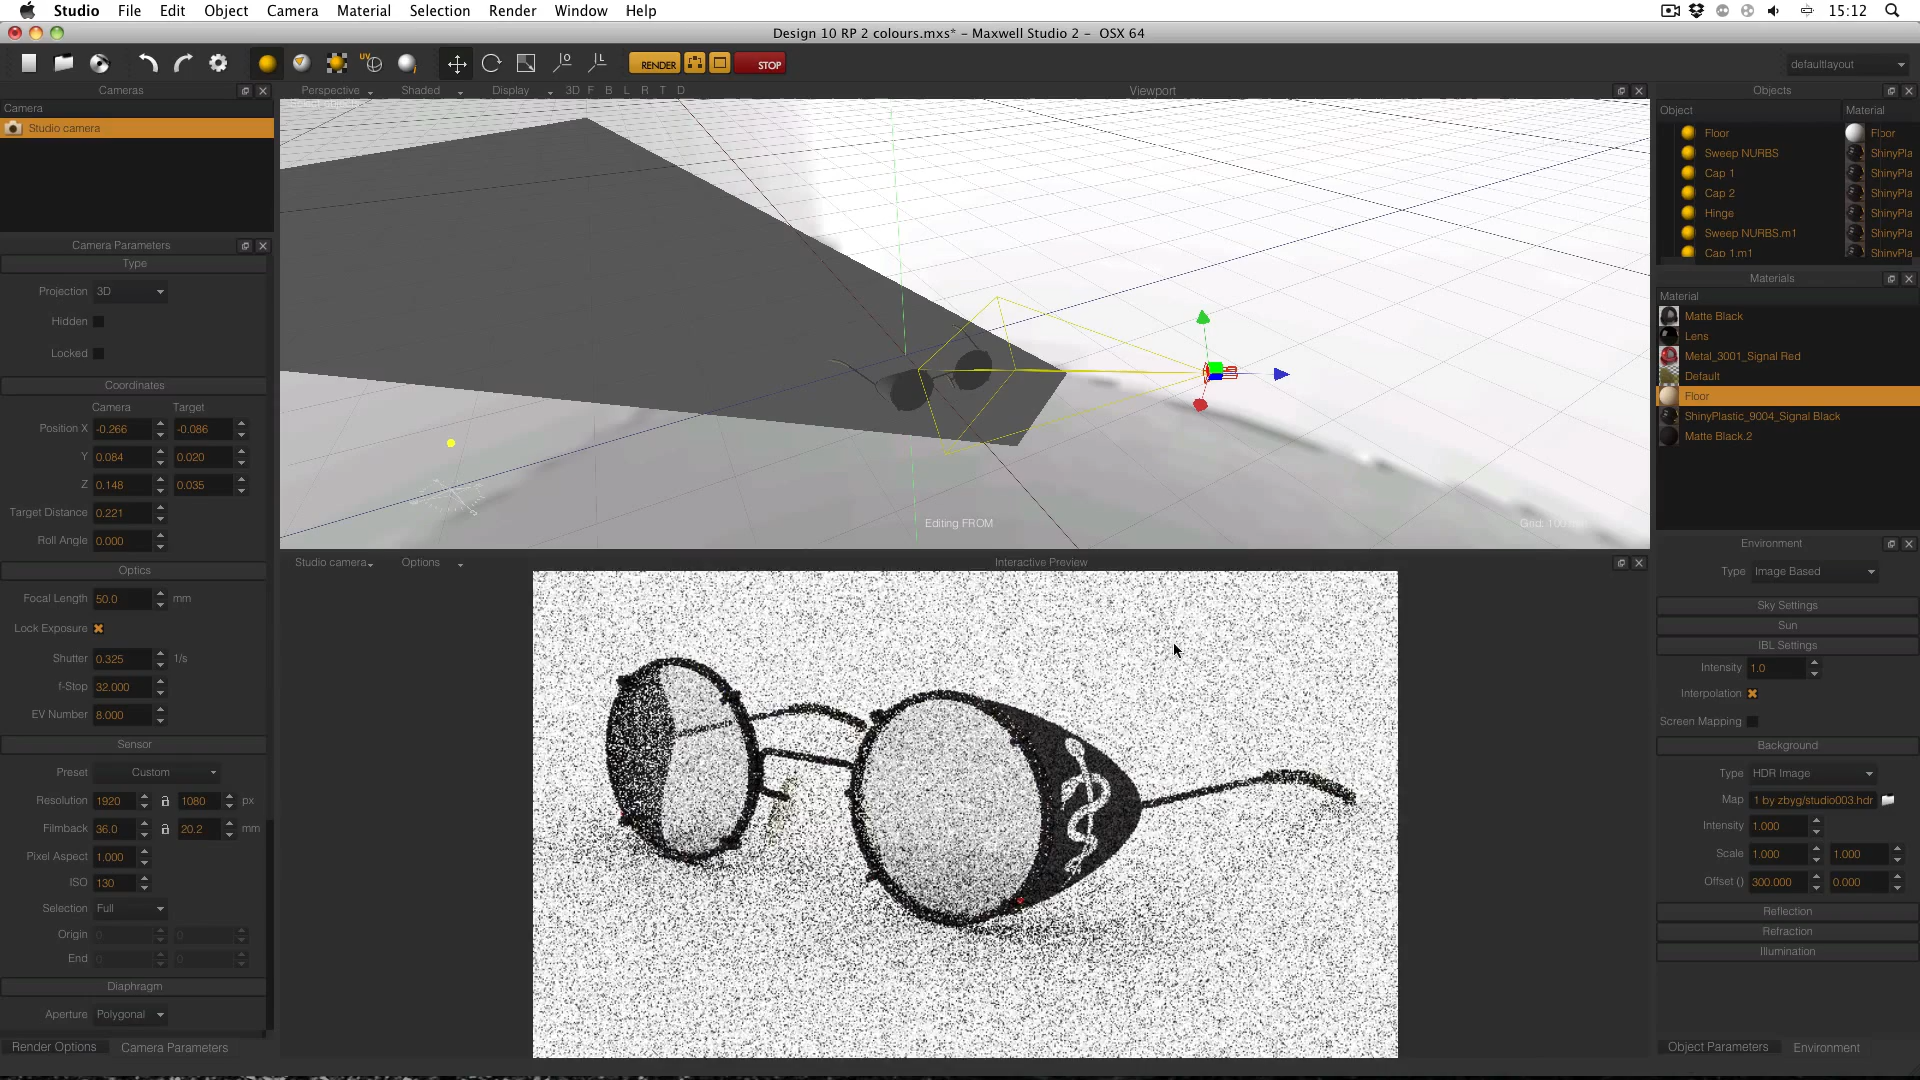 Studio File Edit Object Camera Material Selection Render Window Help 15:12
Design 10 RP 2 colours.mxs* - Maxwell Studio 2 - OSX 64
UV RENDER STOP defaultlayout
Cameras
Camera
Studio camera
Camera Parameters
Type
Projection 3D
Hidden
Locked
Coordinates
Camera Target
Position X -0.266 -0.086
Y 0.084 0.020
Z 0.148 0.035
Target Distance 0.221
Roll Angle 0.000
Optics
Focal Length 50.0 mm
Lock Exposure
Shutter 0.325 1/s
f-Stop 32.000
EV Number 8.000
Sensor
Preset Custom
Resolution 1920 1080 px
Filmback 36.0 20.2 mm
Pixel Aspect 1.000
ISO 130
Selection Full
Origin 0 0
End 0 0
Diaphragm
Aperture Polygonal
Render Options Camera Parameters
Perspective Shaded Display 3D F B L R T D Viewport
Editing FROM
Studio camera Options Interactive Preview
Objects
Object Material
Floor Floor
Sweep NURBS ShinyPla
Cap 1 ShinyPla
Cap 2 ShinyPla
Hinge ShinyPla
Sweep NURBS.m1 ShinyPla
Cap 1.m1 ShinyPla
Materials
Material
Matte Black
Lens
Metal_3001_Signal Red
Default
Floor
ShinyPlastic_9004_Signal Black
Matte Black.2
Environment
Type Image Based
Sky Settings
Sun
IBL Settings
Intensity 1.0
Interpolation
Screen Mapping
Background
Type HDR Image
Map 1 by zbyg/studio003.hdr
Intensity 1.000
Scale 1.000 1.000
Offset () 300.000 0.000
Reflection
Refraction
Illumination
Object Parameters Environment